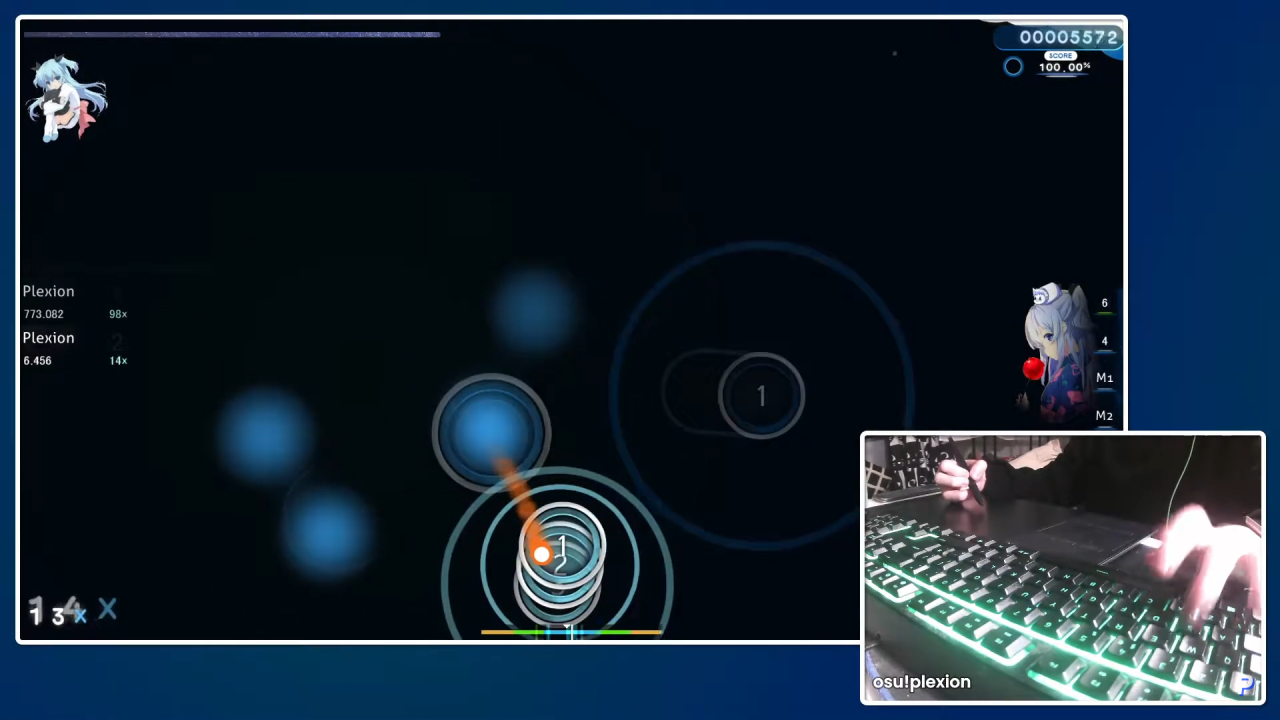 00005572
SCORE
100.00%
Plexion
773.082 98x
Plexion
6.456 14x
6
4
M1
M2
1
1
2
13x
osu!plexion